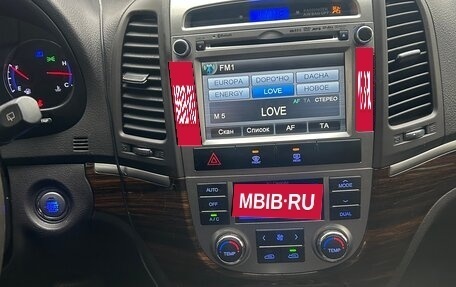 FM1
EUROPA DOPO*HO DACHA
ENERGY LOVE НОВОЕ
AF TA СТЕРЕО
LOVE
M 5
Скан Список AF TA
MBIB·RU
AUTO MODE
A/C DUAL
TEMP TEMP